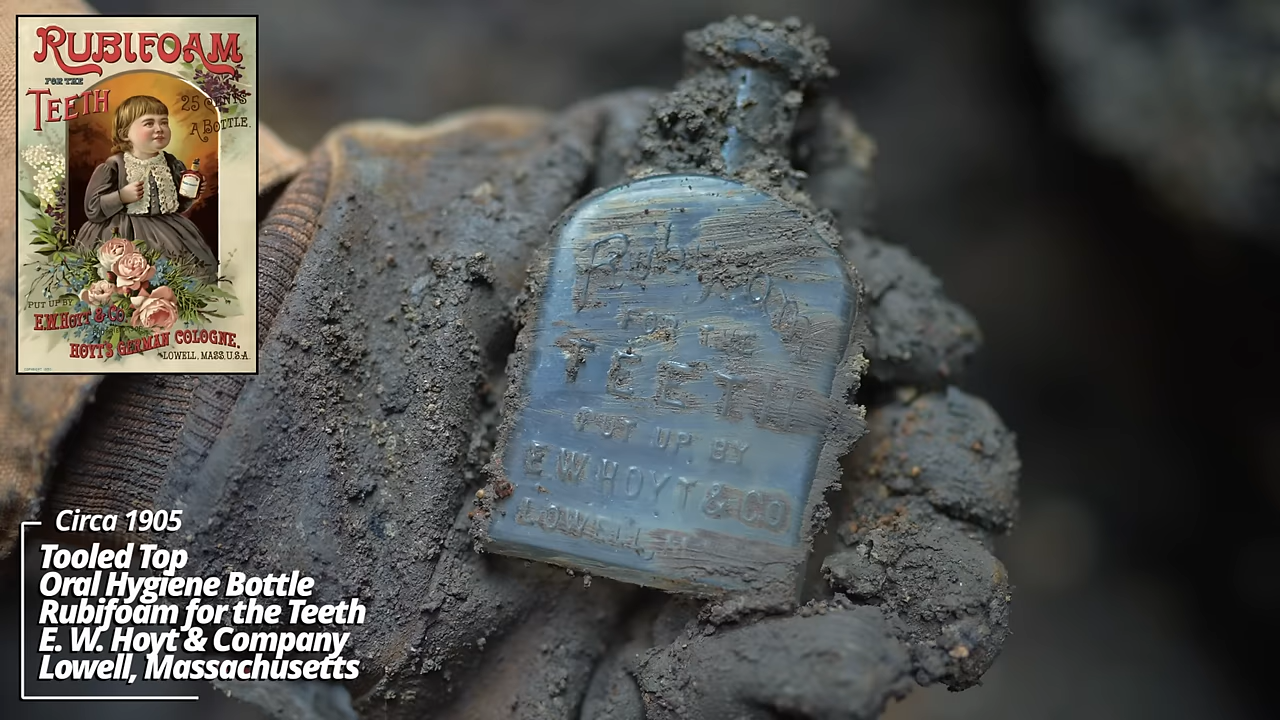 RUBIFOAM
FOR THE
TEETH
25 CENTS
A BOTTLE.
PUT UP BY
E.W. HOYT & CO.
HOYT'S GERMAN COLOGNE.
LOWELL, MASS. U.S.A.
Rubifoam
FOR THE
TEETH
PUT UP BY
E W HOYT & CO
LOWELL,
Circa 1905
Tooled Top
Oral Hygiene Bottle
Rubifoam for the Teeth
E. W. Hoyt & Company
Lowell, Massachusetts